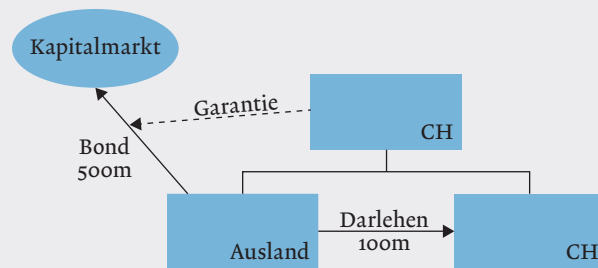 Kapitalmarkt
Garantie
CH
Bond
500m
Darlehen
100m
Ausland
CH